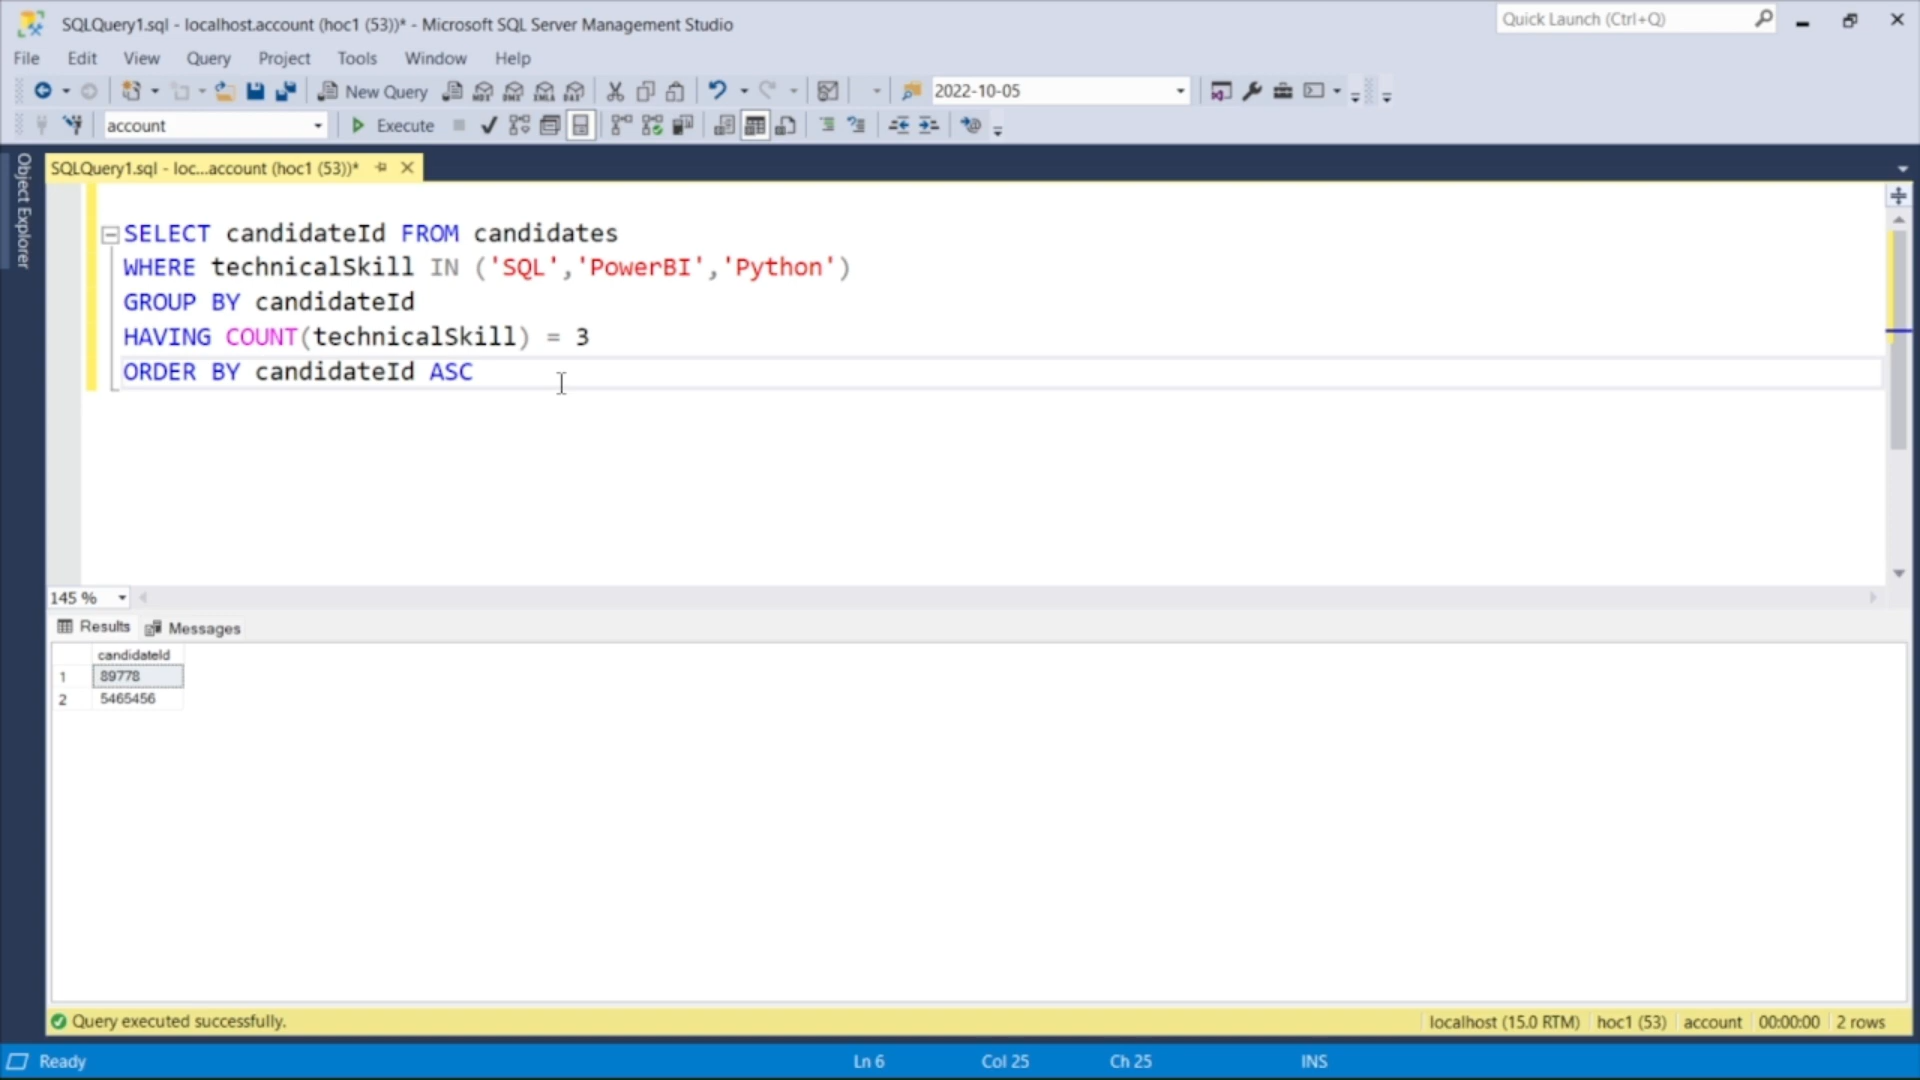 SQLQuery1.sql - localhost.account (hoc1 (53))* - Microsoft SQL Server Management Studio
Quick Launch (Ctrl+Q)
File Edit View Query Project Tools Window Help
New Query
2022-10-05
account
Execute
SQLQuery1.sql - loc...account (hoc1 (53))*
Object Explorer
SELECT candidateId FROM candidates
WHERE technicalSkill IN ('SQL','PowerBI','Python')
GROUP BY candidateId
HAVING COUNT(technicalSkill) = 3
ORDER BY candidateId ASC
145 %
Results Messages
candidateId
1 89778
2 5465456
Query executed successfully. localhost (15.0 RTM) hoc1 (53) account 00:00:00 2 rows
Ready Ln 6 Col 25 Ch 25 INS